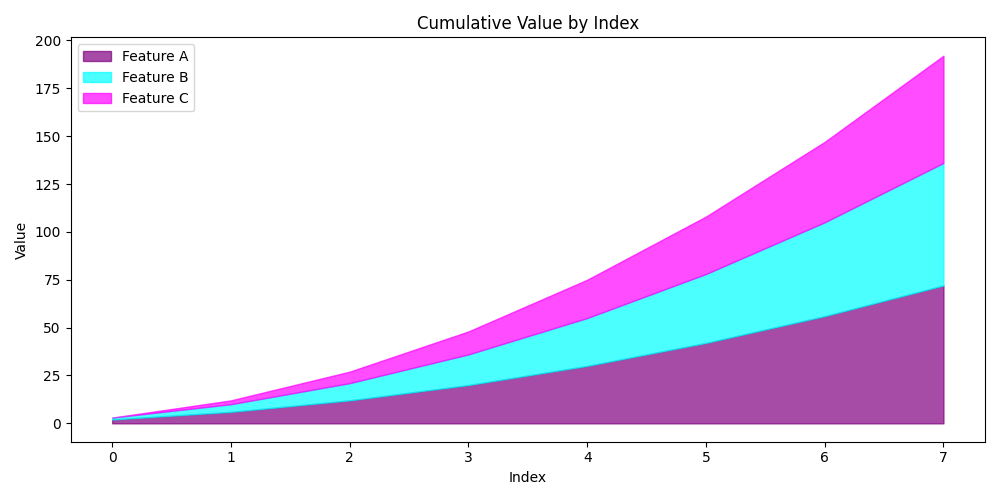 Cumulative Value by Index
Feature A
Feature B
Feature C
200
175
150
125
100
75
50
25
0
Value
0 1 2 3 4 5 6 7
Index